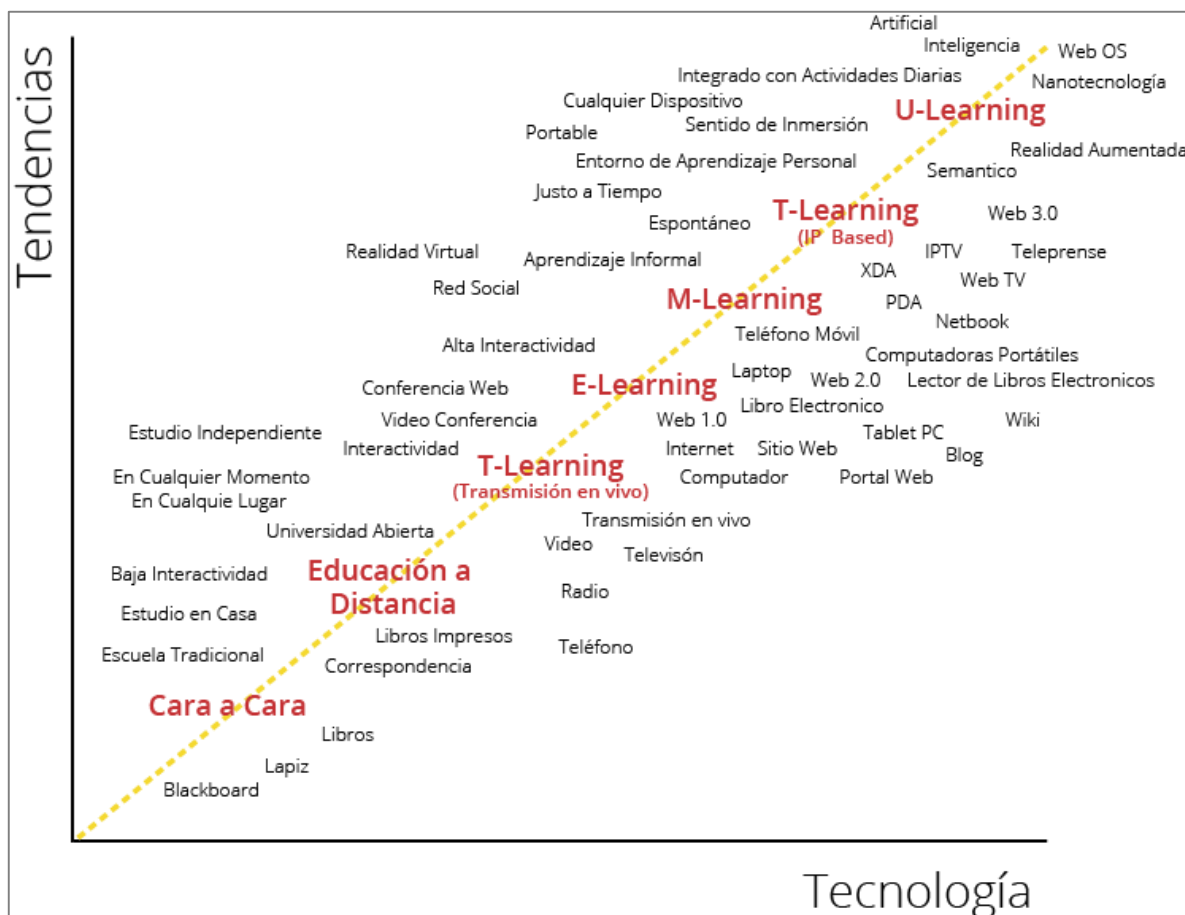 Artificial
Inteligencia
Web OS
Integrado con Actividades Diarias
Nanotecnología
Cualquier Dispositivo
U-Learning
Portable
Sentido de Inmersión
Realidad Aumentada
Entorno de Aprendizaje Personal
Semantico
Justo a Tiempo
T-Learning
(IP Based)
Web 3.0
Espontáneo
Realidad Virtual
Aprendizaje Informal
IPTV
Teleprense
XDA
Web TV
Red Social
M-Learning
PDA
Netbook
Teléfono Móvil
Alta Interactividad
Computadoras Portátiles
Laptop
Web 2.0
Lector de Libros Electronicos
Conferencia Web
E-Learning
Libro Electronico
Video Conferencia
Web 1.0
Wiki
Estudio Independiente
Tablet PC
Interactividad
Internet
Sitio Web
Blog
T-Learning
(Transmisión en vivo)
En Cualquier Momento
En Cualquie Lugar
Computador
Portal Web
Transmisión en vivo
Universidad Abierta
Video
Televisón
Baja Interactividad
Educación a
Distancia
Radio
Estudio en Casa
Libros Impresos
Teléfono
Escuela Tradicional
Correspondencia
Cara a Cara
Libros
Lapiz
Blackboard
Tendencias
Tecnología